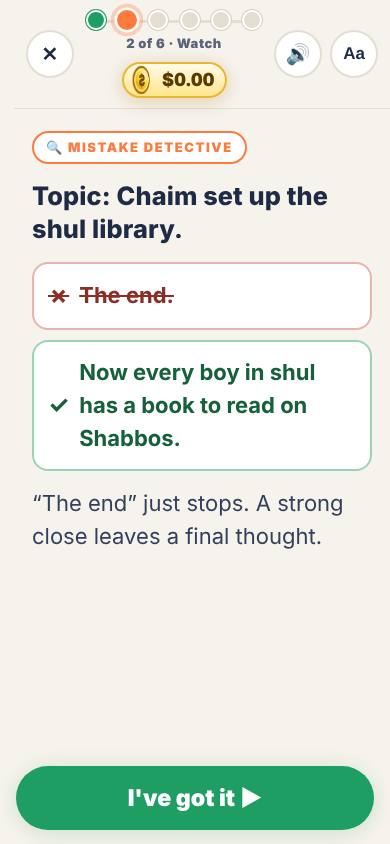 2 of 6 · Watch
$0.00
Aa
MISTAKE DETECTIVE
Topic: Chaim set up the
shul library.
The end.
Now every boy in shul
has a book to read on
Shabbos.
“The end” just stops. A strong
close leaves a final thought.
I've got it ▶